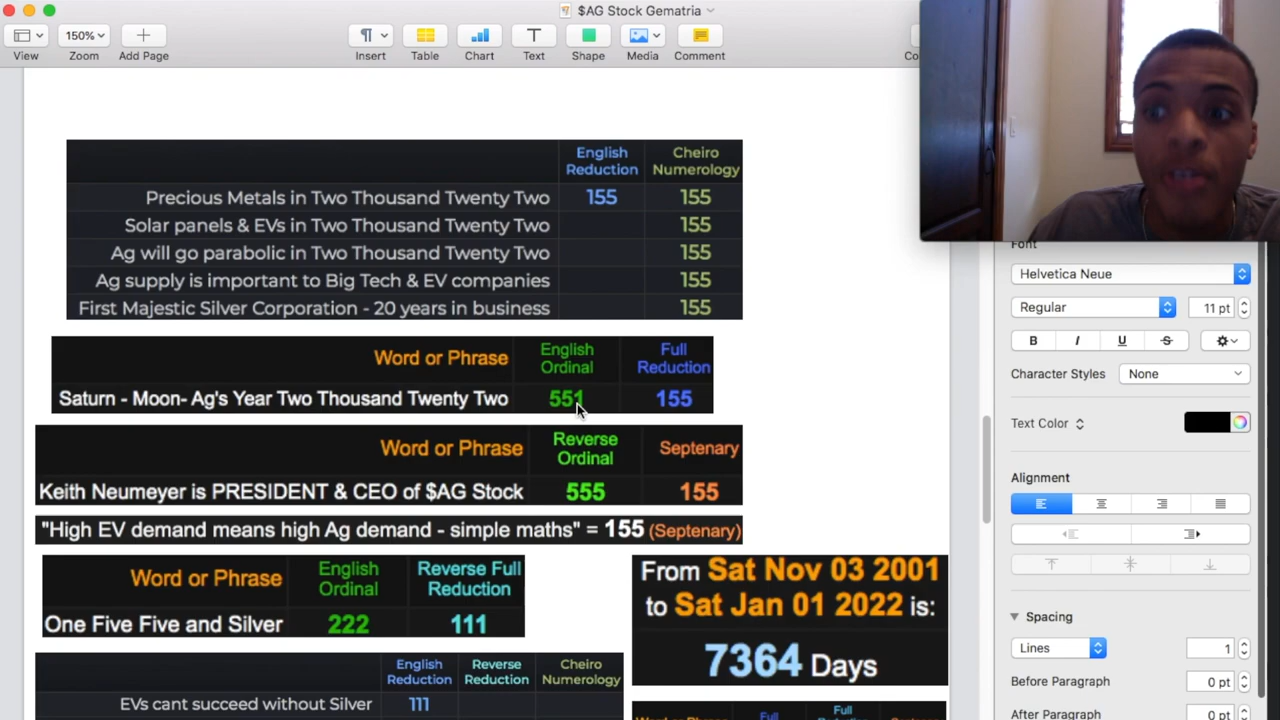 $AG Stock Gematria
150%
View
Zoom
Add Page
Insert
Table
Chart
Text
Shape
Media
Comment
English Reduction
Cheiro Numerology
Precious Metals in Two Thousand Twenty Two 155 155
Solar panels & EVs in Two Thousand Twenty Two 155
Ag will go parabolic in Two Thousand Twenty Two 155
Ag supply is important to Big Tech & EV companies 155
First Majestic Silver Corporation - 20 years in business 155
Word or Phrase
English Ordinal
Full Reduction
Saturn - Moon- Ag's Year Two Thousand Twenty Two 551 155
Word or Phrase
Reverse Ordinal
Septenary
Keith Neumeyer is PRESIDENT & CEO of $AG Stock 555 155
"High EV demand means high Ag demand - simple maths" = 155 (Septenary)
Word or Phrase
English Ordinal
Reverse Full Reduction
One Five Five and Silver 222 111
From Sat Nov 03 2001
to Sat Jan 01 2022 is:
7364 Days
English Reduction
Reverse Reduction
Cheiro Numerology
EVs cant succeed without Silver 111
Font
Helvetica Neue
Regular
11 pt
B I U S
Character Styles None
Text Color
Alignment
Spacing
Lines 1
Before Paragraph 0 pt
After Paragraph 0 pt